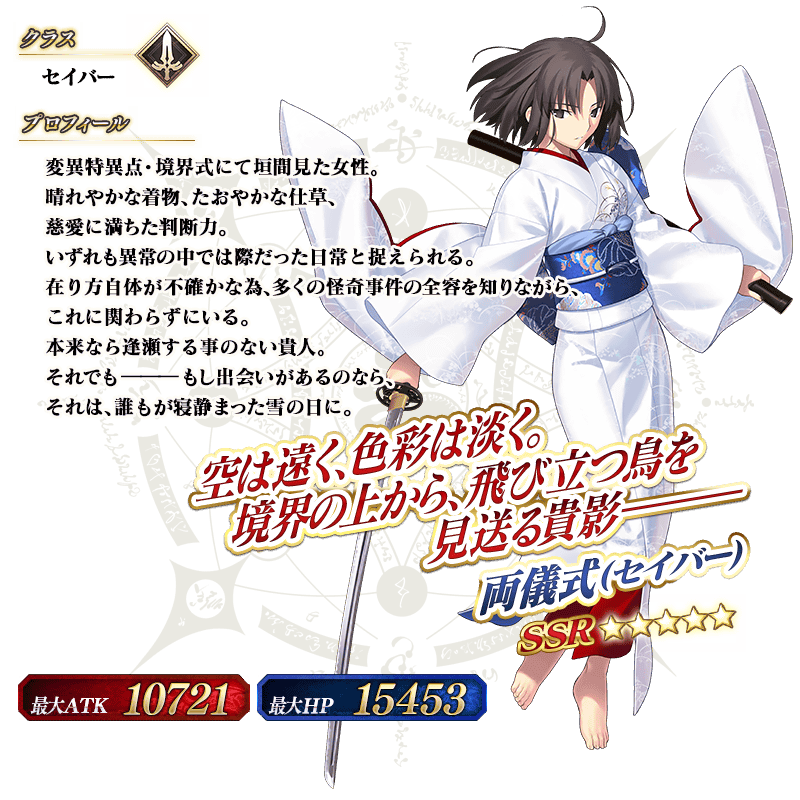 クラス
セイバー
プロフィール
変異特異点・境界式にて垣間見た女性。
晴れやかな着物、たおやかな仕草、
慈愛に満ちた判断力。
いずれも異常の中では際だった日常と捉えられる。
在り方自体が不確かな為、多くの怪奇事件の全容を知りながら、
これに関わらずにいる。
本来なら逢瀬する事のない貴人。
それでも―――もし出会いがあるのなら、
それは、誰もが寝静まった雪の日に。
空は遠く、色彩は淡く。
境界の上から、飛び立つ鳥を
見送る貴影―――
両儀式(セイバー)
SSR ★★★★★
最大ATK 10721
最大HP 15453